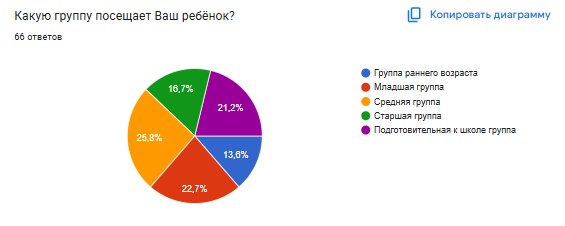 Какую группу посещает Ваш ребёнок?
Копировать диаграмму
66 ответов
16,7%
21,2%
25,8%
13,6%
22,7%
Группа раннего возраста
Младшая группа
Средняя группа
Старшая группа
Подготовительная к школе группа